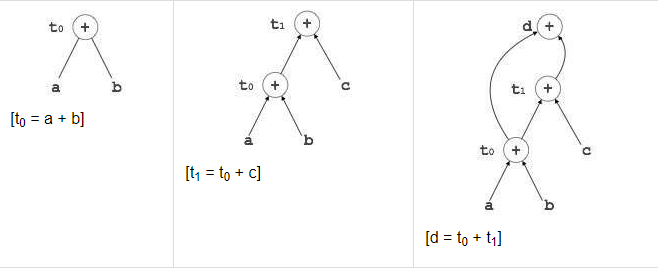 t₀ +
a b
[t₀ = a + b]
t₁ +
t₀ + c
a b
[t₁ = t₀ + c]
d +
t₁ +
t₀ + c
a b
[d = t₀ + t₁]